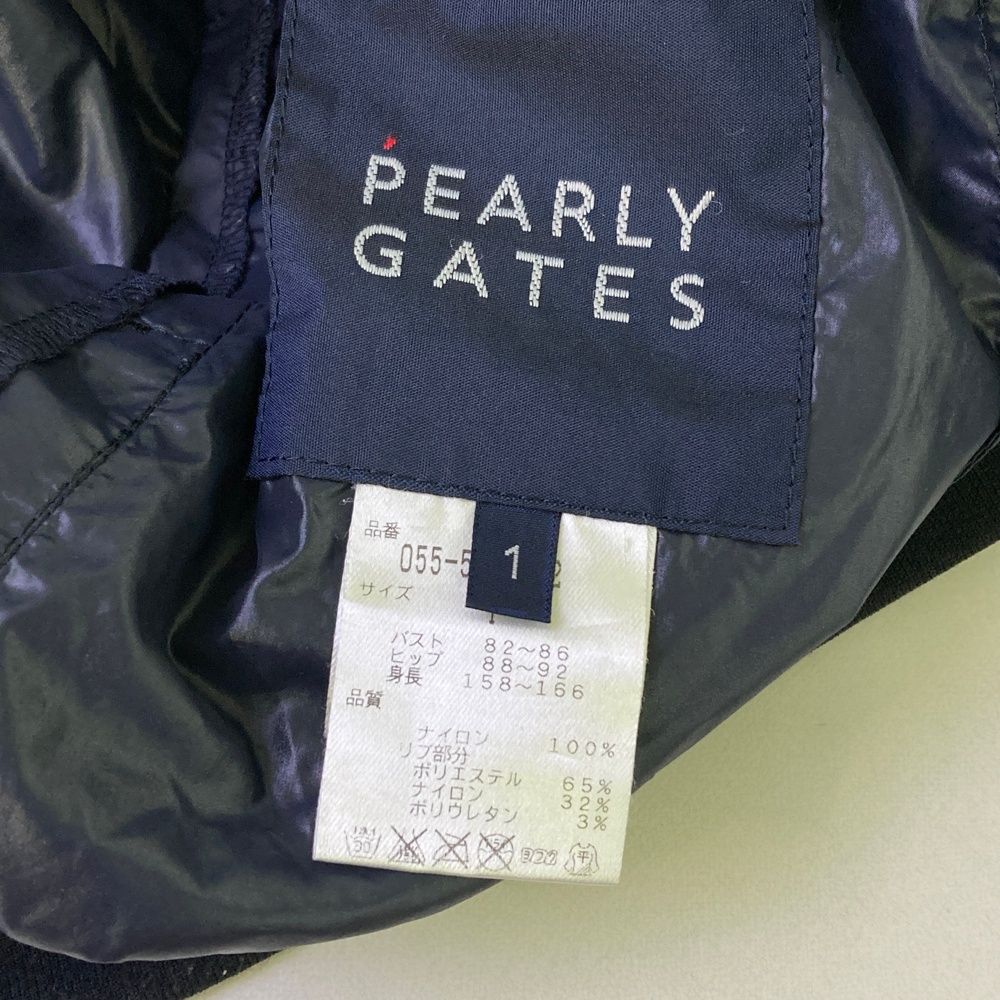 PEARLY
GATES
1
品番
055-5
サイズ
バスト 82～86
ヒップ 88～92
身長 158～166
品質
ナイロン 100%
リブ部分
ポリエステル 65%
ナイロン 32%
ポリウレタン 3%
平